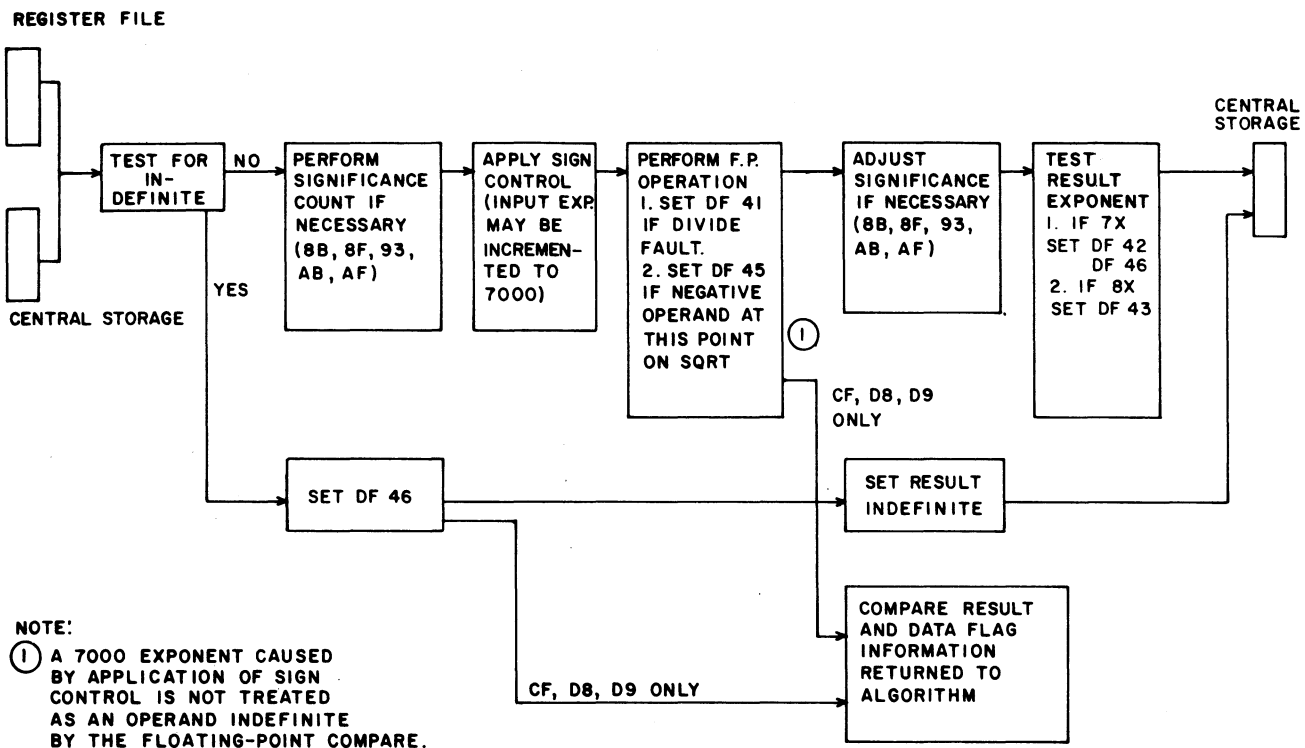 REGISTER FILE
CENTRAL STORAGE
TEST FOR
IN-
DEFINITE
NO
YES
PERFORM
SIGNIFICANCE
COUNT IF
NECESSARY
(8B, 8F, 93,
AB, AF)
APPLY SIGN
CONTROL
(INPUT EXP.
MAY BE
INCREMEN-
TED TO
7000)
PERFORM F.P.
OPERATION
1. SET DF 41
IF DIVIDE
FAULT.
2. SET DF 45
IF NEGATIVE
OPERAND AT
THIS POINT
ON SQRT
1
CF, D8, D9
ONLY
ADJUST
SIGNIFICANCE
IF NECESSARY
(8B, 8F, 93,
AB, AF)
TEST
RESULT
EXPONENT
1. IF 7X
SET DF 42
DF 46
2. IF 8X
SET DF 43
CENTRAL
STORAGE
SET DF 46
SET RESULT
INDEFINITE
CF, D8, D9 ONLY
COMPARE RESULT
AND DATA FLAG
INFORMATION
RETURNED TO
ALGORITHM
NOTE:
1 A 7000 EXPONENT CAUSED
BY APPLICATION OF SIGN
CONTROL IS NOT TREATED
AS AN OPERAND INDEFINITE
BY THE FLOATING-POINT COMPARE.